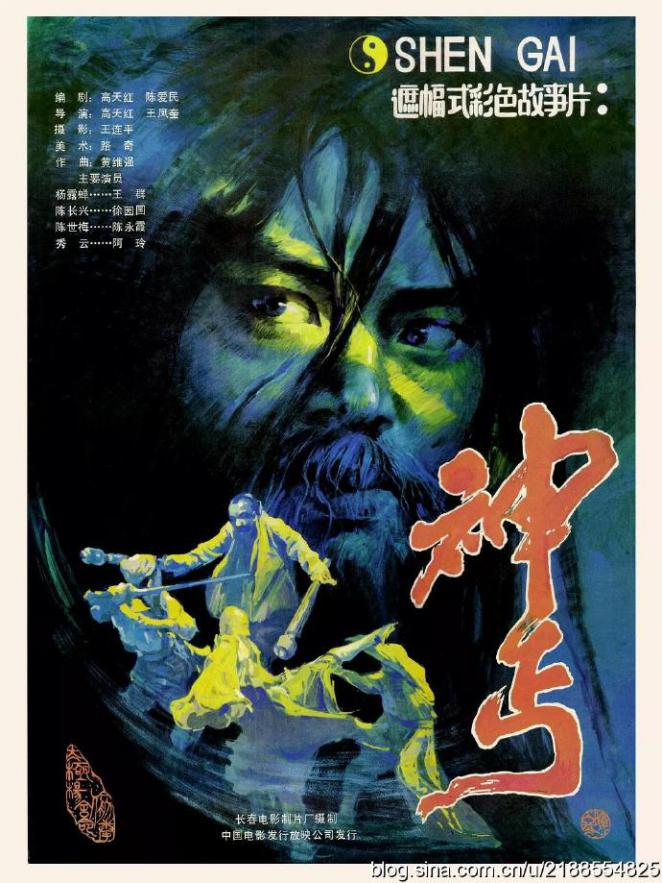 SHEN GAI
遮幅式彩色故事片：
编 剧：高天红 陈爱民
导 演：高天红 王凤奎
摄 影：王连平
美 术：路 奇
作 曲：黄维强
主要演员
杨露蝉……王 群
陈长兴……徐国国
陈世梅……陈永霞
秀 云……阿 玲
神丐
长春电影制片厂摄制
中国电影发行放映公司发行
blog.sina.com.cn/u/2188554825